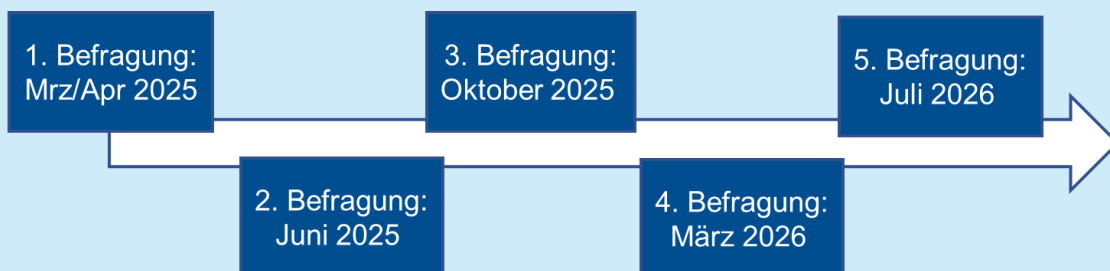 1. Befragung:
Mrz/Apr 2025
2. Befragung:
Juni 2025
3. Befragung:
Oktober 2025
4. Befragung:
März 2026
5. Befragung:
Juli 2026